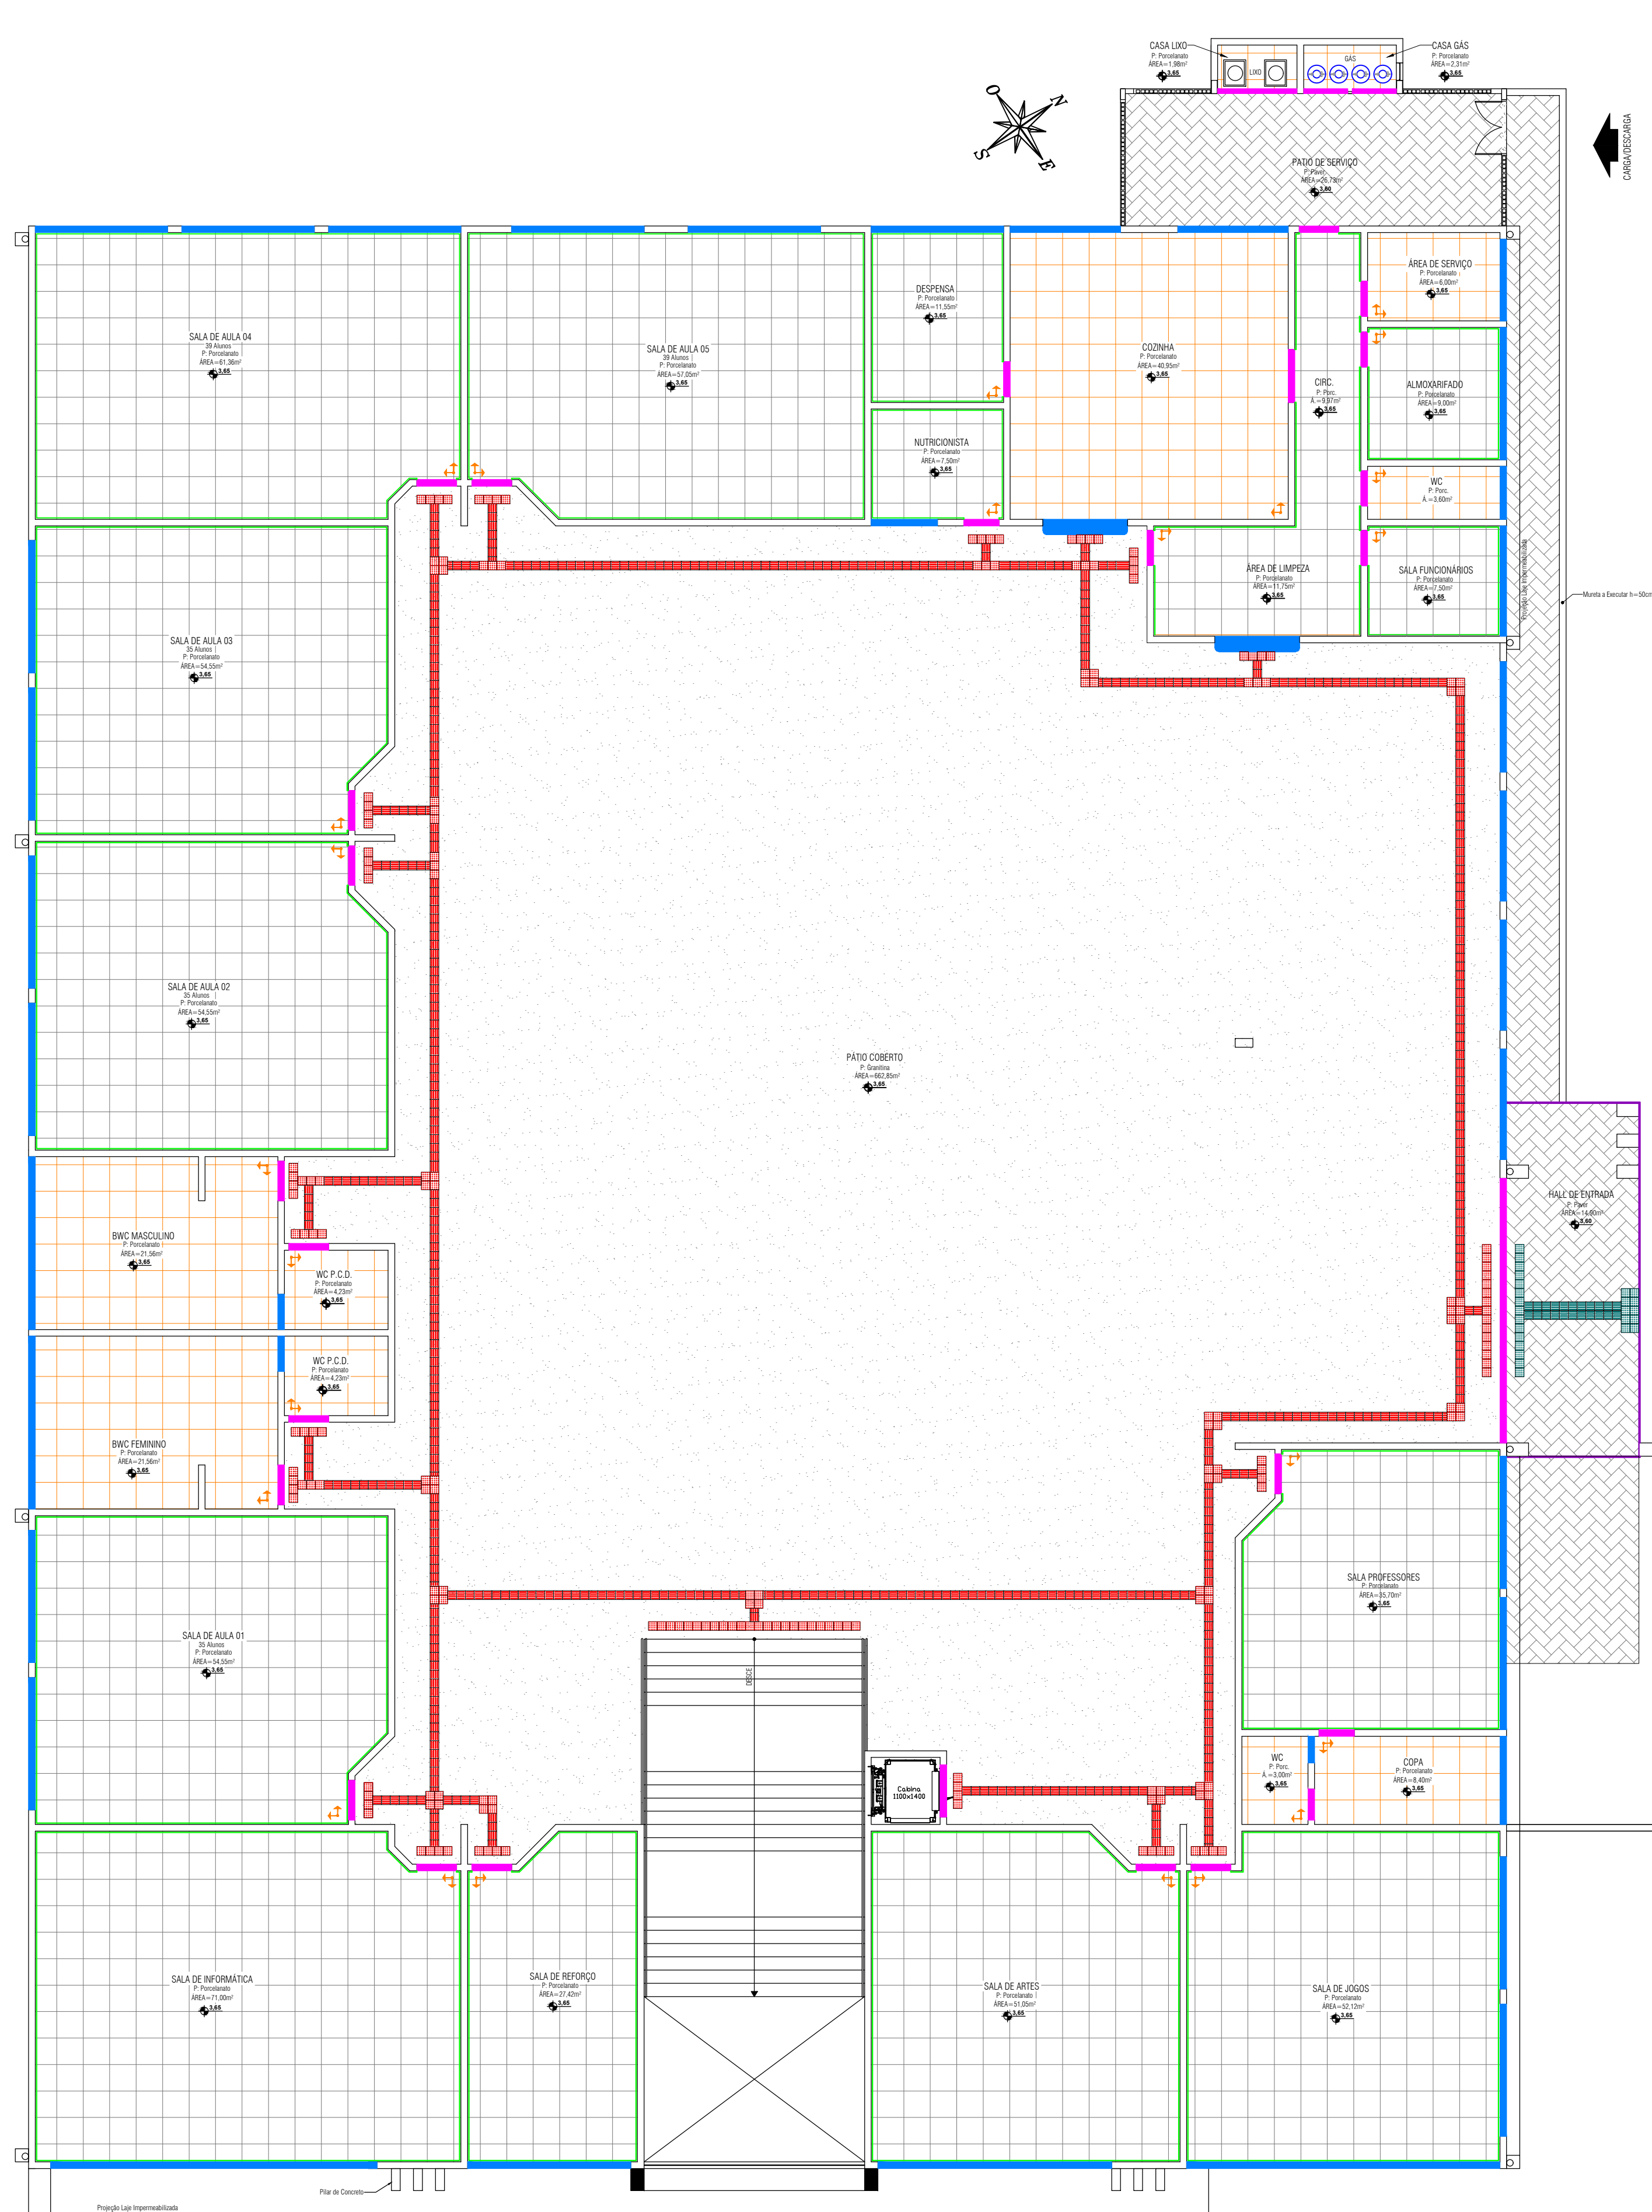 CASA LIXO
P: Porcelanato
ÁREA=1,98m²
3,65
LIXO
GÁS
CASA GÁS
P: Porcelanato
ÁREA=2,31m²
3,65
O
N
S
E
CARGA/DESCARGA
PATIO DE SERVIÇO
P: Paver
ÁREA=26,73m²
3,60
SALA DE AULA 04
39 Alunos
P: Porcelanato
ÁREA=61,36m²
3,65
SALA DE AULA 05
39 Alunos
P: Porcelanato
ÁREA=57,05m²
3,65
DESPENSA
P: Porcelanato
ÁREA=11,55m²
3,65
COZINHA
P: Porcelanato
ÁREA=40,95m²
3,65
CIRC.
P: Porc.
Á.=9,97m²
3,65
ÁREA DE SERVIÇO
P: Porcelanato
ÁREA=6,00m²
3,65
ALMOXARIFADO
P: Porcelanato
ÁREA=9,00m²
3,65
NUTRICIONISTA
P: Porcelanato
ÁREA=7,50m²
3,65
WC
P: Porc.
Á.=3,60m²
ÁREA DE LIMPEZA
P: Porcelanato
ÁREA=11,75m²
3,65
SALA FUNCIONÁRIOS
P: Porcelanato
ÁREA=7,50m²
3,65
Projeção Laje Impermeabilizada
Mureta a Executar h=50cm
SALA DE AULA 03
35 Alunos
P: Porcelanato
ÁREA=54,55m²
3,65
SALA DE AULA 02
35 Alunos
P: Porcelanato
ÁREA=54,55m²
3,65
PÁTIO COBERTO
P: Granitina
ÁREA=662,85m²
3,65
HALL DE ENTRADA
P: Paver
ÁREA=14,00m²
3,60
BWC MASCULINO
P: Porcelanato
ÁREA=21,56m²
3,65
WC P.C.D.
P: Porcelanato
ÁREA=4,23m²
3,65
WC P.C.D.
P: Porcelanato
ÁREA=4,23m²
3,65
BWC FEMININO
P: Porcelanato
ÁREA=21,56m²
3,65
SALA PROFESSORES
P: Porcelanato
ÁREA=35,70m²
3,65
SALA DE AULA 01
35 Alunos
P: Porcelanato
ÁREA=54,55m²
3,65
DESCE
Cabina
1100x1400
WC
P: Porc.
Á.=3,00m²
3,65
COPA
P: Porcelanato
ÁREA=8,40m²
3,65
SALA DE INFORMÁTICA
P: Porcelanato
ÁREA=71,00m²
3,65
SALA DE REFORÇO
P: Porcelanato
ÁREA=27,42m²
3,65
SALA DE ARTES
P: Porcelanato
ÁREA=51,05m²
3,65
SALA DE JOGOS
P: Porcelanato
ÁREA=52,12m²
3,65
Pilar de Concreto
Projeção Laje Impermeabilizada